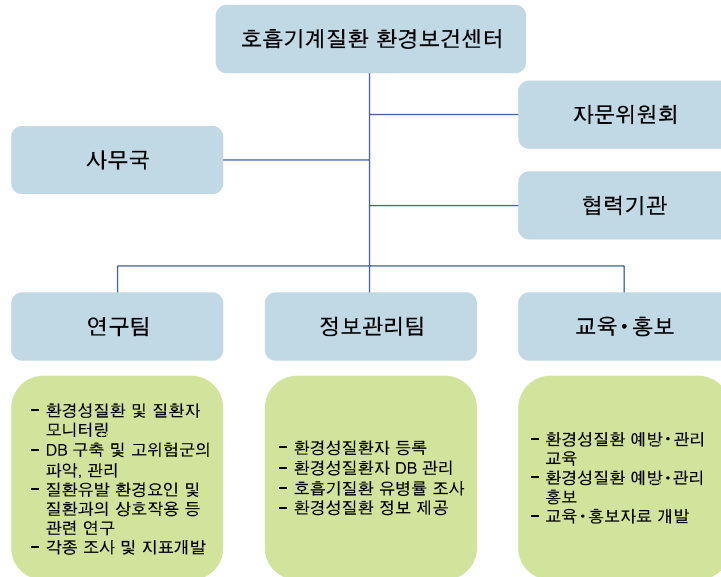 호흡기계질환 환경보건센터
자문위원회
사무국
협력기관
연구팀
정보관리팀
교육·홍보
- 환경성질환 및 질환자
모니터링
- DB 구축 및 고위험군의
파악, 관리
- 질환유발 환경요인 및
질환과의 상호작용 등
관련 연구
- 각종 조사 및 지표개발
- 환경성질환자 등록
- 환경성질환자 DB 관리
- 호흡기질환 유병률 조사
- 환경성질환 정보 제공
- 환경성질환 예방·관리
교육
- 환경성질환 예방·관리
홍보
- 교육·홍보자료 개발